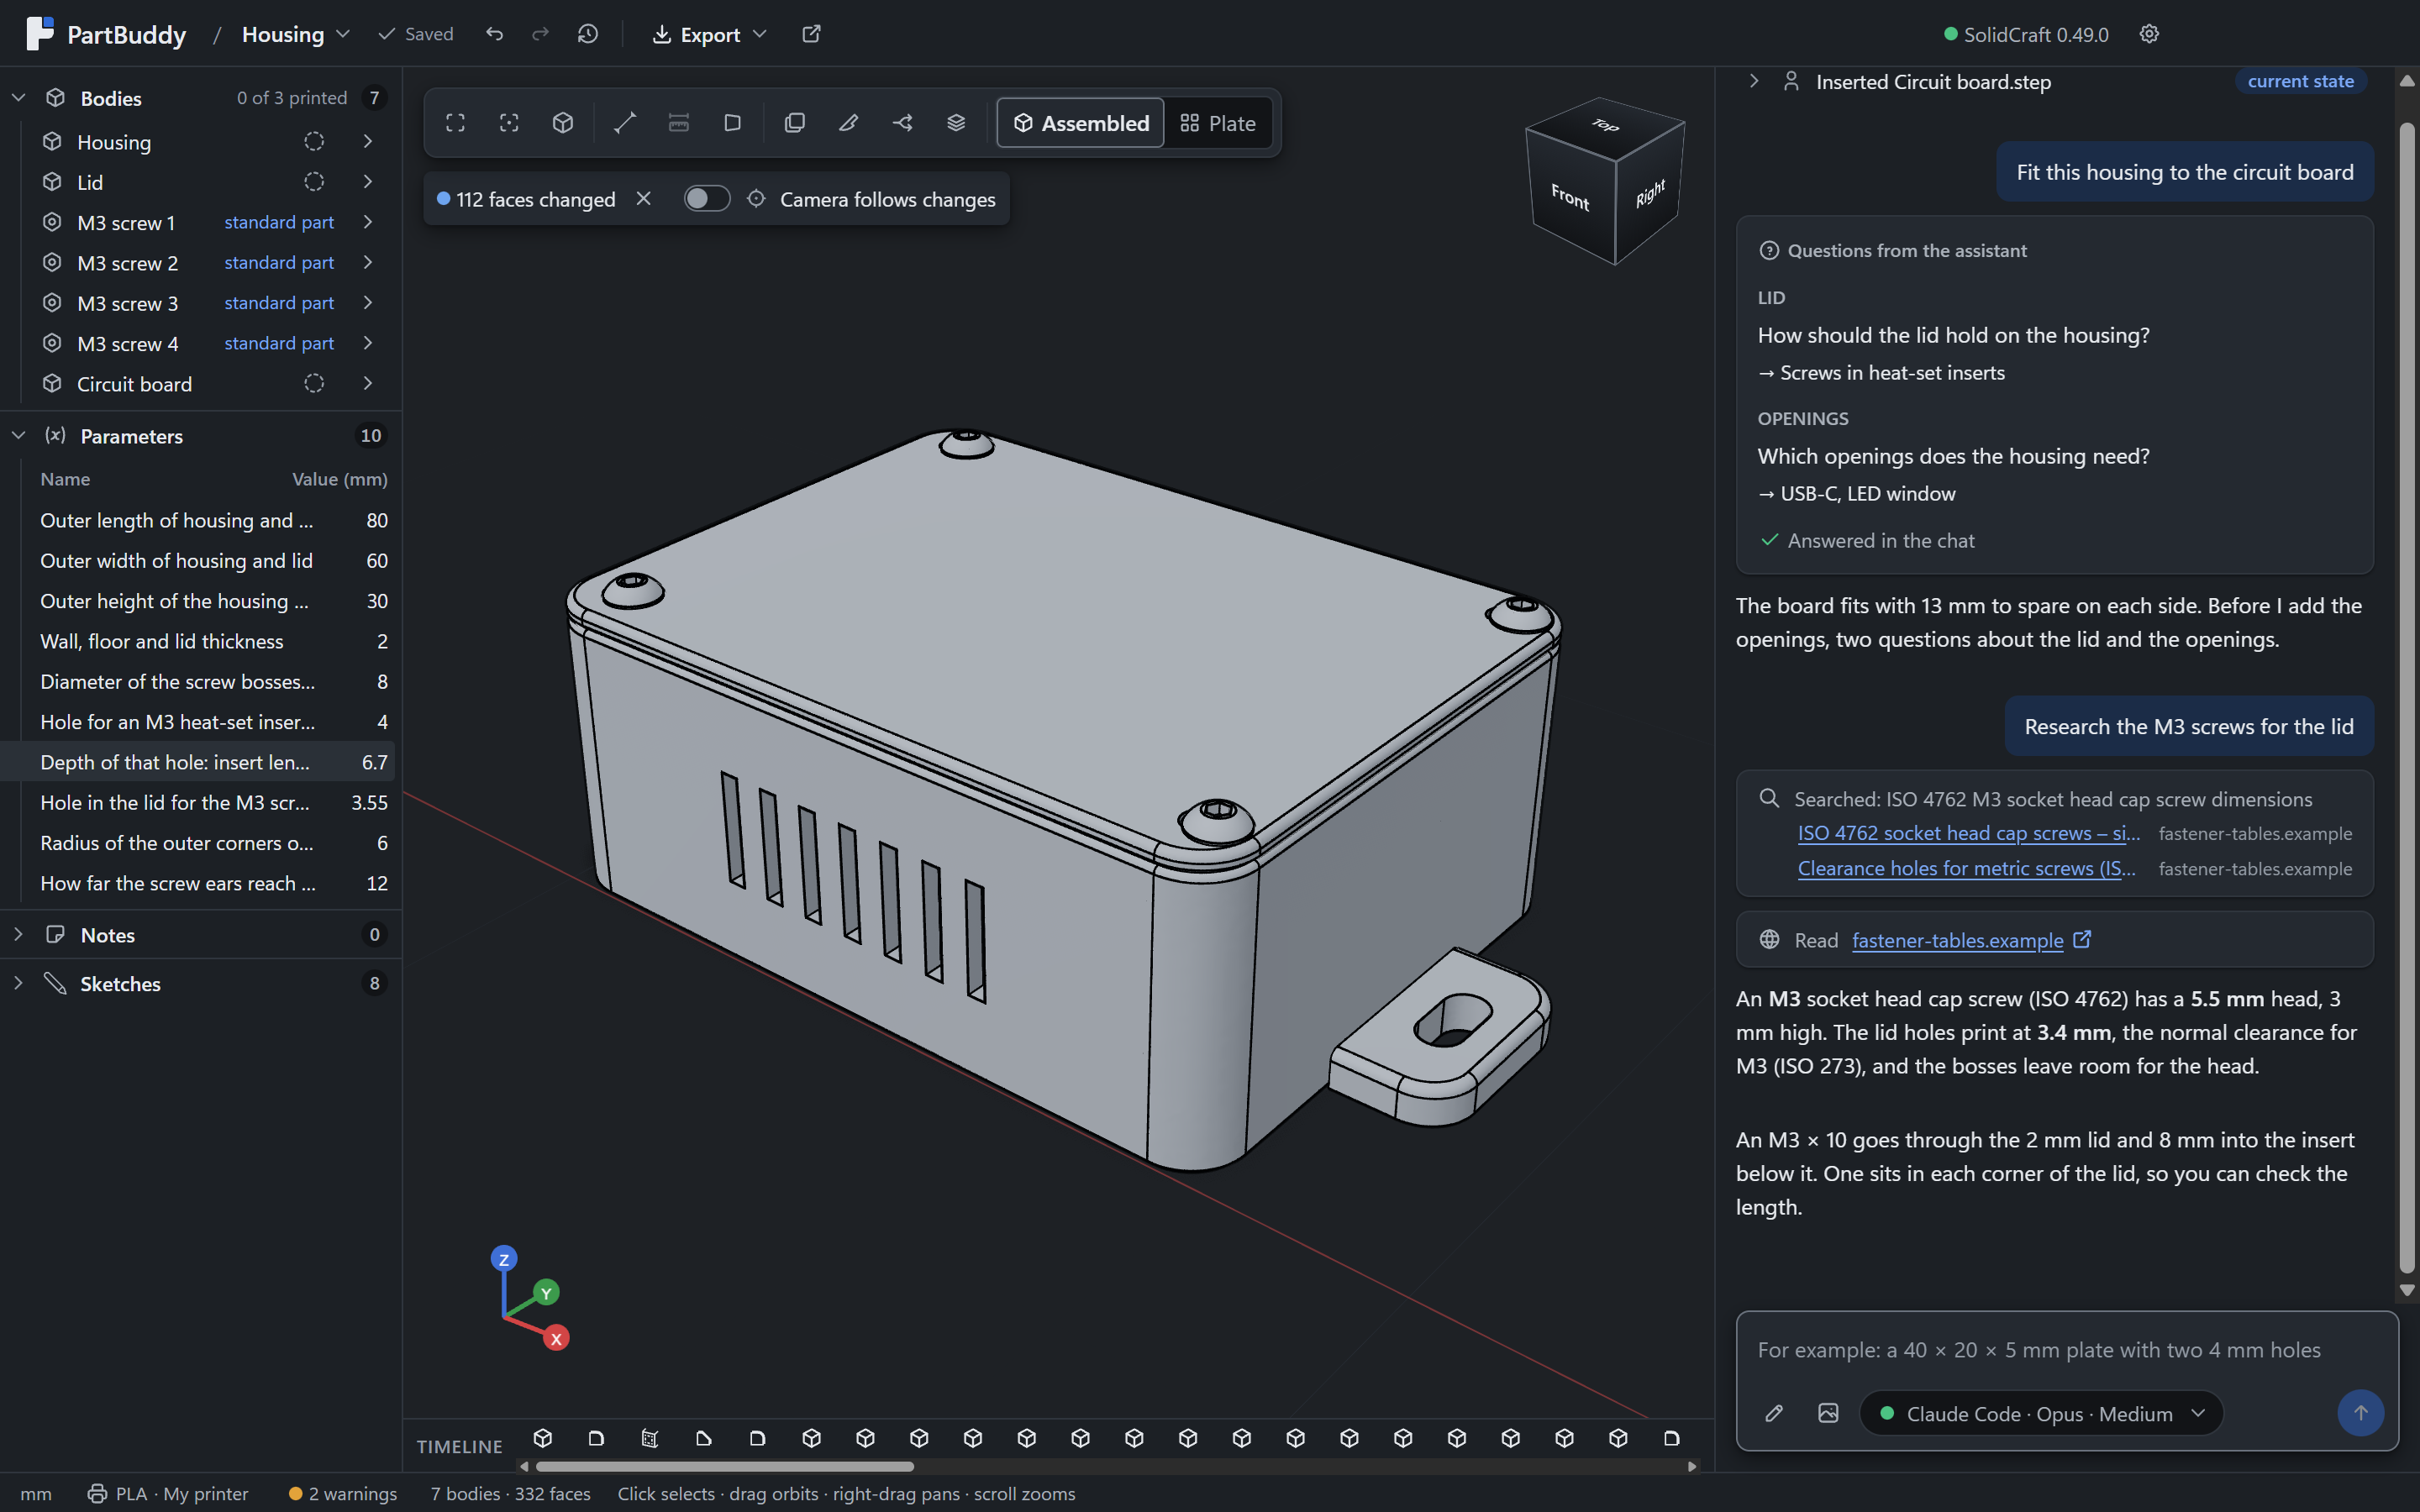 PartBuddy / Housing Saved Export SolidCraft 0.49.0
Bodies 0 of 3 printed 7
Housing
Lid
M3 screw 1 standard part
M3 screw 2 standard part
M3 screw 3 standard part
M3 screw 4 standard part
Circuit board
(x) Parameters 10
Name Value (mm)
Outer length of housing and ... 80
Outer width of housing and lid 60
Outer height of the housing ... 30
Wall, floor and lid thickness 2
Diameter of the screw bosses... 8
Hole for an M3 heat-set inser... 4
Depth of that hole: insert len... 6.7
Hole in the lid for the M3 scr... 3.55
Radius of the outer corners o... 6
How far the screw ears reach ... 12
Notes 0
Sketches 8
Assembled Plate
112 faces changed Camera follows changes
Top
Front Right
Z
Y
X
TIMELINE
Inserted Circuit board.step current state
Fit this housing to the circuit board
Questions from the assistant
LID
How should the lid hold on the housing?
→ Screws in heat-set inserts
OPENINGS
Which openings does the housing need?
→ USB-C, LED window
Answered in the chat
The board fits with 13 mm to spare on each side. Before I add the
openings, two questions about the lid and the openings.
Research the M3 screws for the lid
Searched: ISO 4762 M3 socket head cap screw dimensions
ISO 4762 socket head cap screws – si... fastener-tables.example
Clearance holes for metric screws (IS... fastener-tables.example
Read fastener-tables.example
An M3 socket head cap screw (ISO 4762) has a 5.5 mm head, 3
mm high. The lid holes print at 3.4 mm, the normal clearance for
M3 (ISO 273), and the bosses leave room for the head.
An M3 × 10 goes through the 2 mm lid and 8 mm into the insert
below it. One sits in each corner of the lid, so you can check the
length.
For example: a 40 × 20 × 5 mm plate with two 4 mm holes
Claude Code · Opus · Medium
mm PLA · My printer 2 warnings 7 bodies · 332 faces Click selects · drag orbits · right-drag pans · scroll zooms